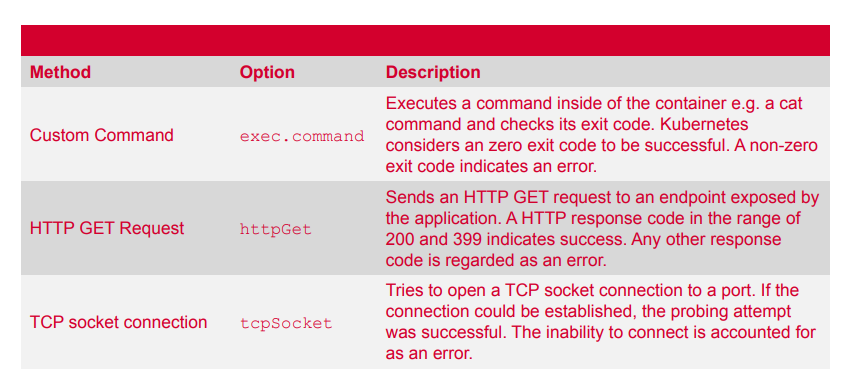 Method Option Description
Custom Command exec.command Executes a command inside of the container e.g. a cat
command and checks its exit code. Kubernetes
considers an zero exit code to be successful. A non-zero
exit code indicates an error.
HTTP GET Request httpGet Sends an HTTP GET request to an endpoint exposed by
the application. A HTTP response code in the range of
200 and 399 indicates success. Any other response
code is regarded as an error.
TCP socket connection tcpSocket Tries to open a TCP socket connection to a port. If the
connection could be established, the probing attempt
was successful. The inability to connect is accounted for
as an error.